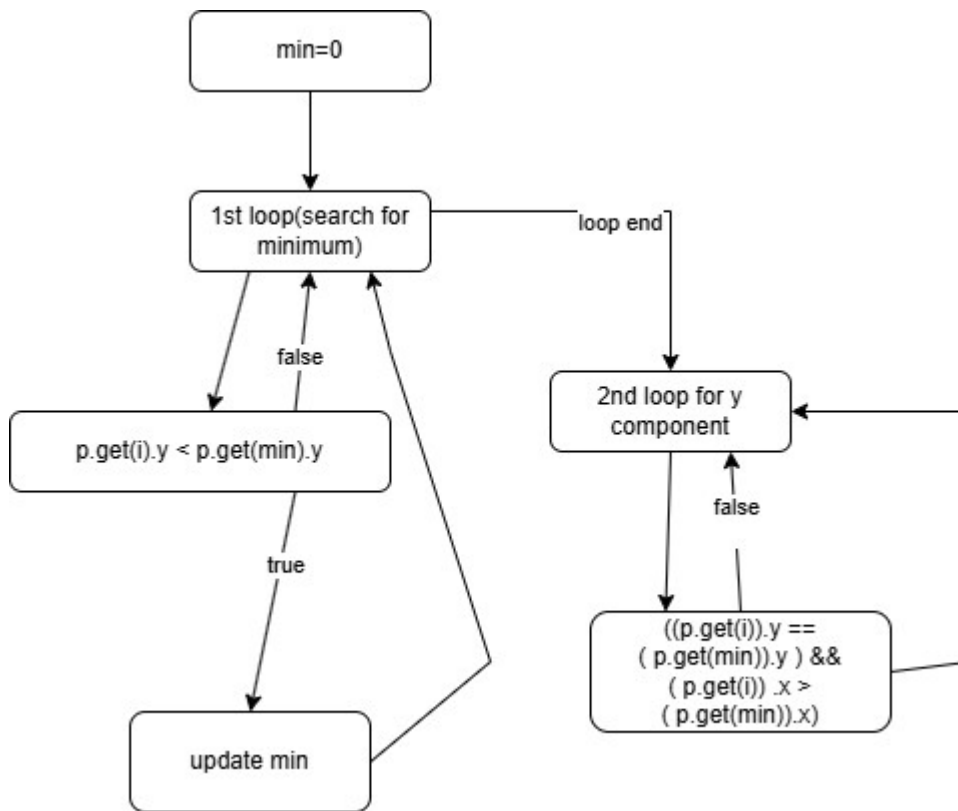 min=0
1st loop(search for
minimum)
loop end
false
p.get(i).y < p.get(min).y
2nd loop for y
component
false
true
((p.get(i)).y ==
( p.get(min)).y ) &&
( p.get(i)) .x >
( p.get(min)).x)
update min